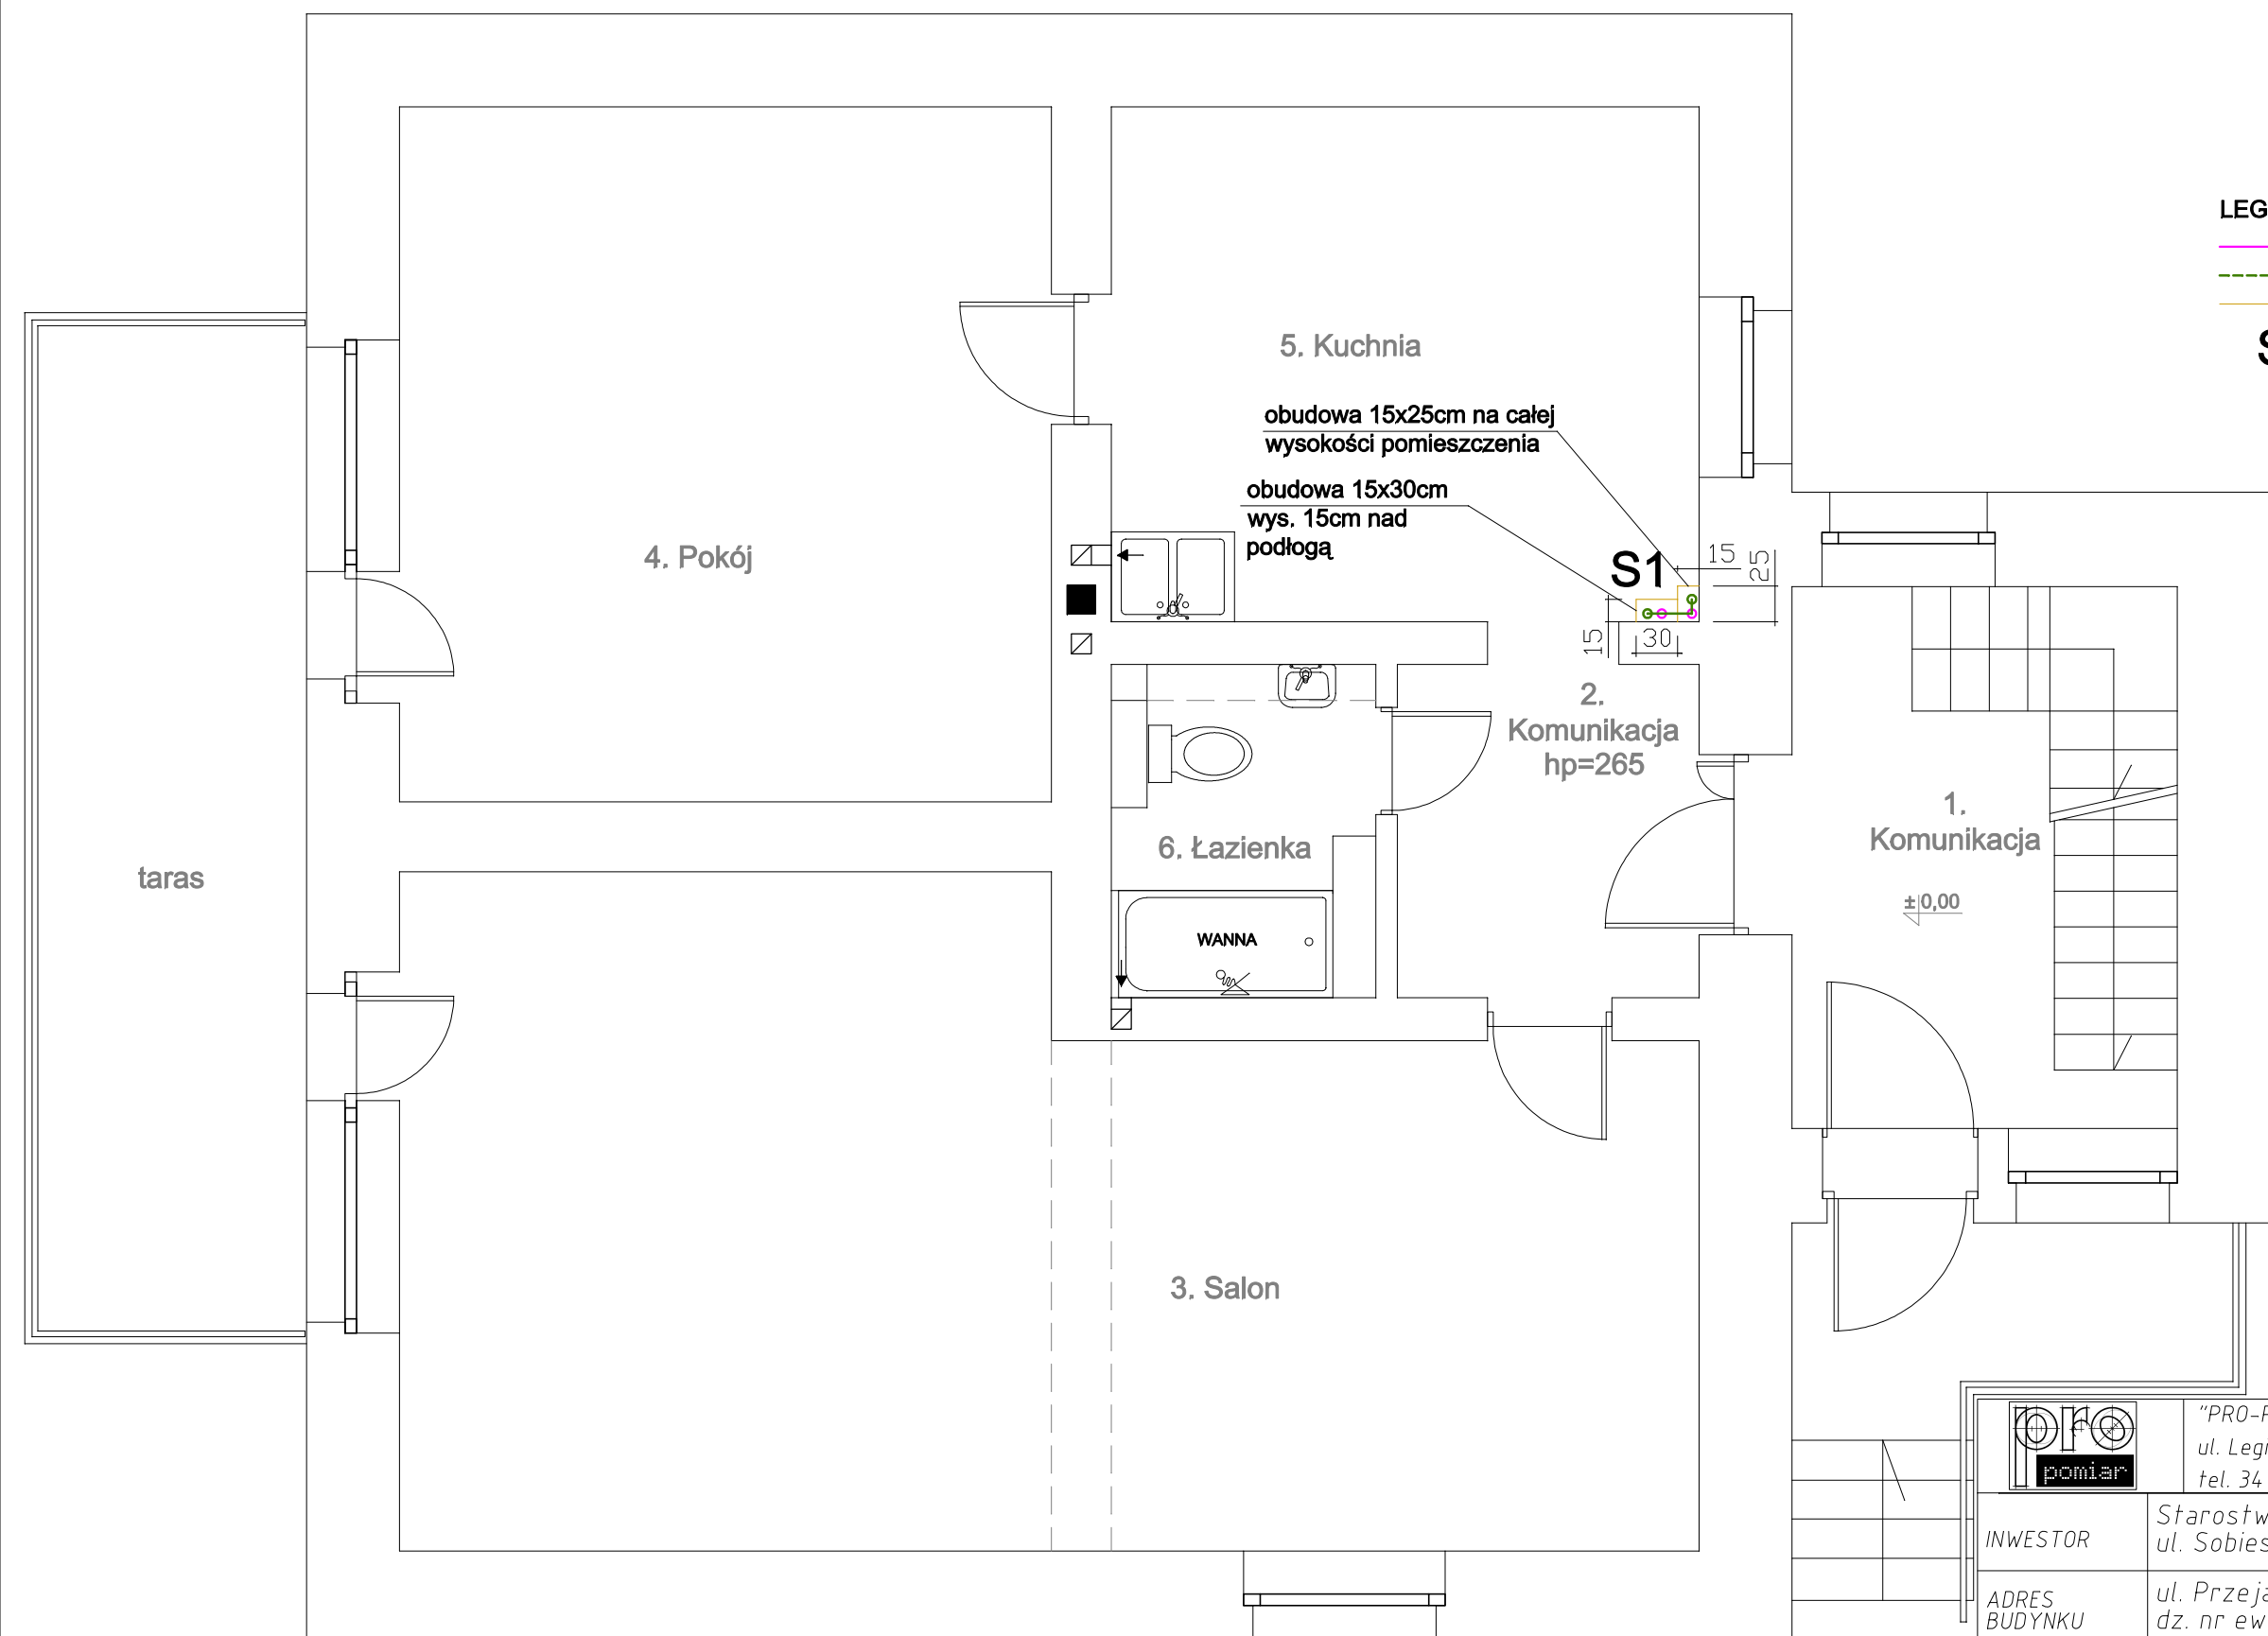 LEG
5. Kuchnia
obudowa 15x25cm na całej
wysokości pomieszczenia
obudowa 15x30cm
wys. 15cm nad
podłogą
S1
15
25
15
30
4. Pokój
2.
Komunikacja
hp=265
1.
Komunikacja
±0,00
6. Łazienka
taras
WANNA
3. Salon
pro
pomiar
"PRO-P
ul. Legi
tel. 34
INWESTOR
Starostw
ul. Sobies
ADRES
BUDYNKU
ul. Przeja
dz. nr ew